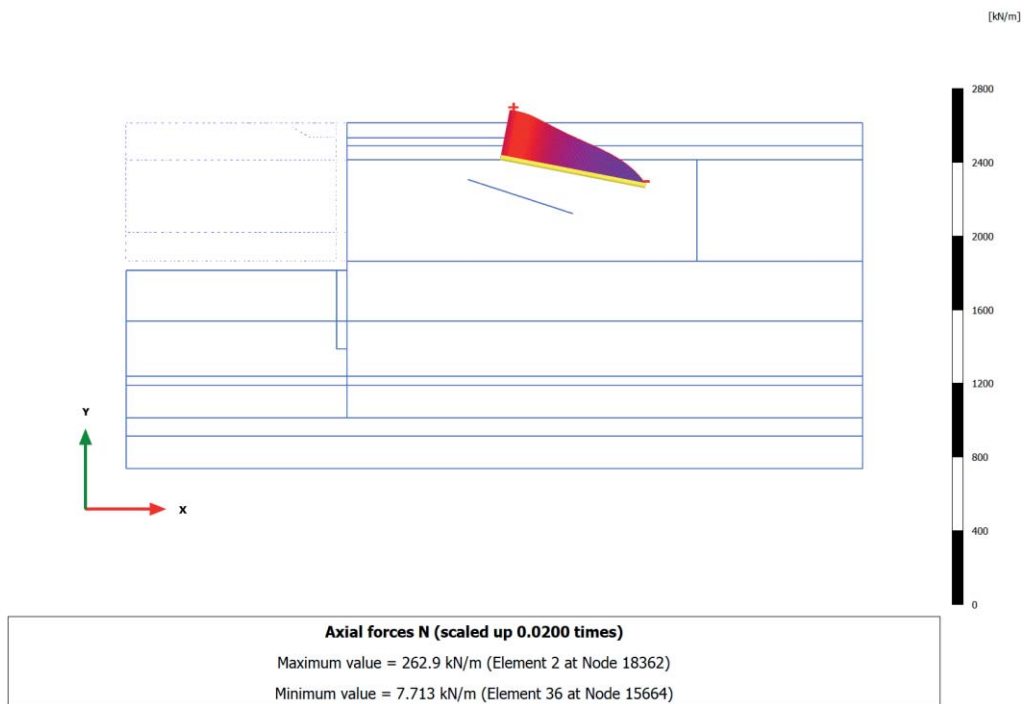 [kN/m]
2800
2400
2000
1600
1200
800
400
0
Y
X
Axial forces N (scaled up 0.0200 times)
Maximum value = 262.9 kN/m (Element 2 at Node 18362)
Minimum value = 7.713 kN/m (Element 36 at Node 15664)